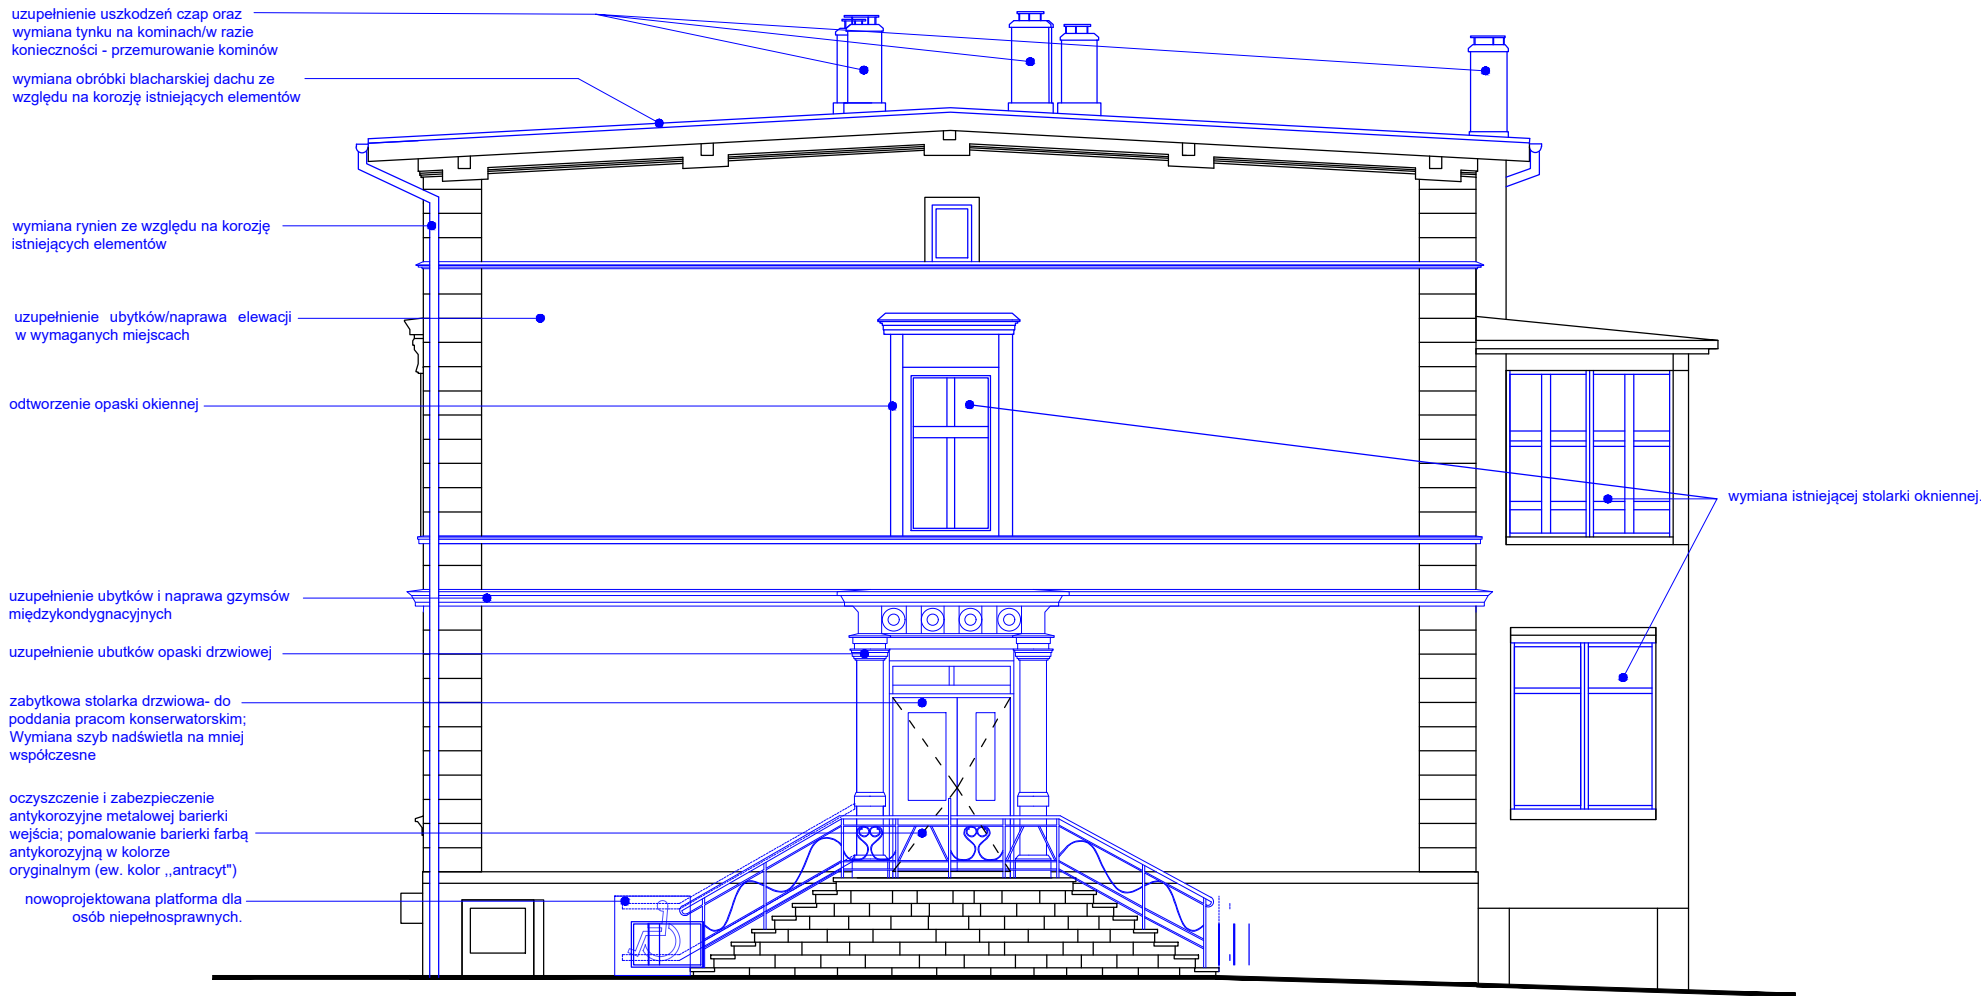 uzupełnienie uszkodzeń czap oraz
wymiana tynku na kominach/w razie
konieczności - przemurowanie kominów
wymiana obróbki blacharskiej dachu ze
względu na korozję istniejących elementów
wymiana rynien ze względu na korozję
istniejących elementów
uzupełnienie ubytków/naprawa elewacji
w wymaganych miejscach
odtworzenie opaski okiennej
wymiana istniejącej stolarki okniennej.
uzupełnienie ubytków i naprawa gzymsów
międzykondygnacyjnych
uzupełnienie ubutków opaski drzwiowej
zabytkowa stolarka drzwiowa- do
poddania pracom konserwatorskim;
Wymiana szyb nadświetla na mniej
współczesne
oczyszczenie i zabezpieczenie
antykorozyjne metalowej barierki
wejścia; pomalowanie barierki farbą
antykorozyjną w kolorze
oryginalnym (ew. kolor ,,antracyt")
nowoprojektowana platforma dla
osób niepełnosprawnych.